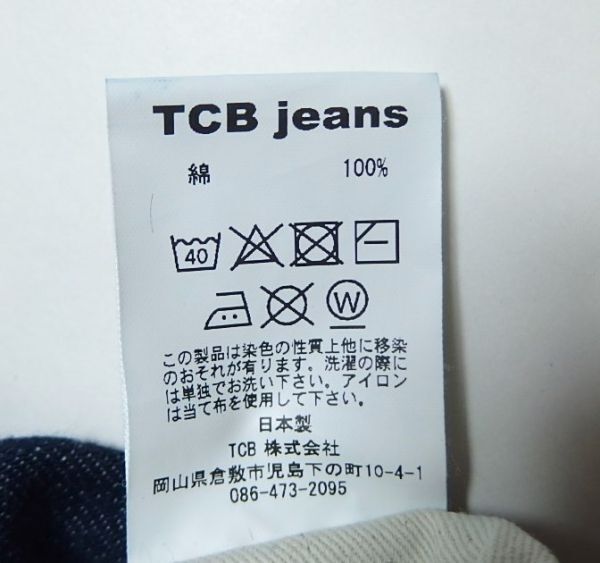 TCB jeans
綿 100%
40
W
この製品は染色の性質上他に移染
のおそれが有ります。洗濯の際に
は単独でお洗い下さい。アイロン
は当て布を使用して下さい。
日本製
TCB 株式会社
岡山県倉敷市児島下の町10-4-1
086-473-2095